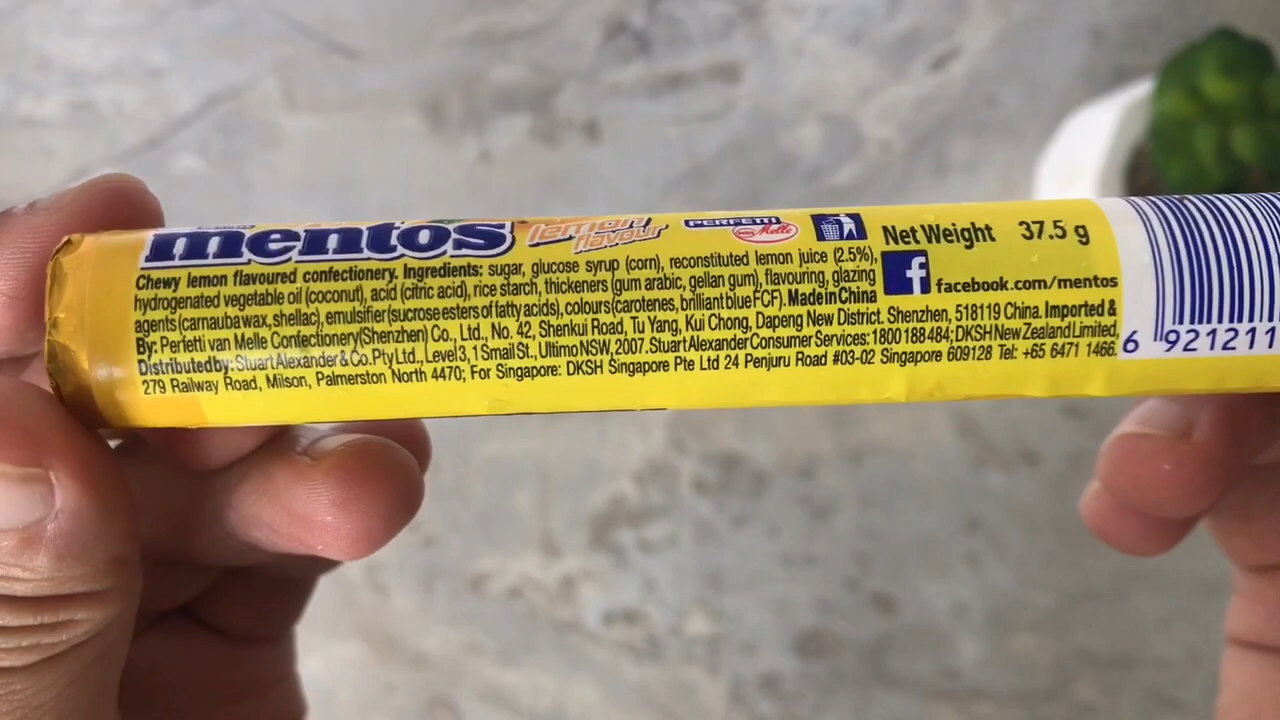 mentos lemon flavour PERFETTI van Melle
Net Weight 37.5 g
facebook.com/mentos
Chewy lemon flavoured confectionery. Ingredients: sugar, glucose syrup (corn), reconstituted lemon juice (2.5%),
hydrogenated vegetable oil (coconut), acid (citric acid), rice starch, thickeners (gum arabic, gellan gum), flavouring, glazing
agents (carnauba wax, shellac), emulsifier (sucrose esters of fatty acids), colours (carotenes, brilliant blue FCF). Made in China
By: Perfetti van Melle Confectionery (Shenzhen) Co., Ltd., No. 42, Shenkui Road, Tu Yang, Kui Chong, Dapeng New District. Shenzhen, 518119 China. Imported &
Distributed by: Stuart Alexander & Co. Pty Ltd., Level 3, 1 Small St., Ultimo NSW, 2007. Stuart Alexander Consumer Services: 1800 188 484; DKSH New Zealand Limited,
279 Railway Road, Milson, Palmerston North 4470; For Singapore: DKSH Singapore Pte Ltd 24 Penjuru Road #03-02 Singapore 609128 Tel: +65 6471 1466.
6 921211